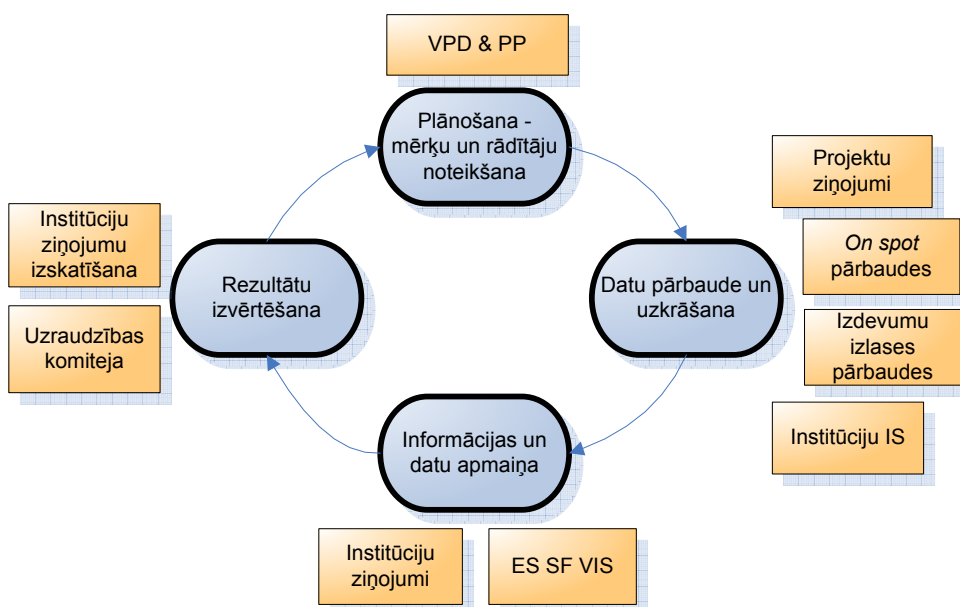 VPD & PP
Plānošana -
mērķu un rādītāju
noteikšana
Projektu
ziņojumi
On spot
pārbaudes
Izdevumu
izlases
pārbaudes
Institūciju IS
Datu pārbaude un
uzkrāšana
Institūciju
ziņojumu
izskatīšana
Uzraudzības
komiteja
Rezultātu
izvērtēšana
Informācijas un
datu apmaiņa
Institūciju
ziņojumi
ES SF VIS